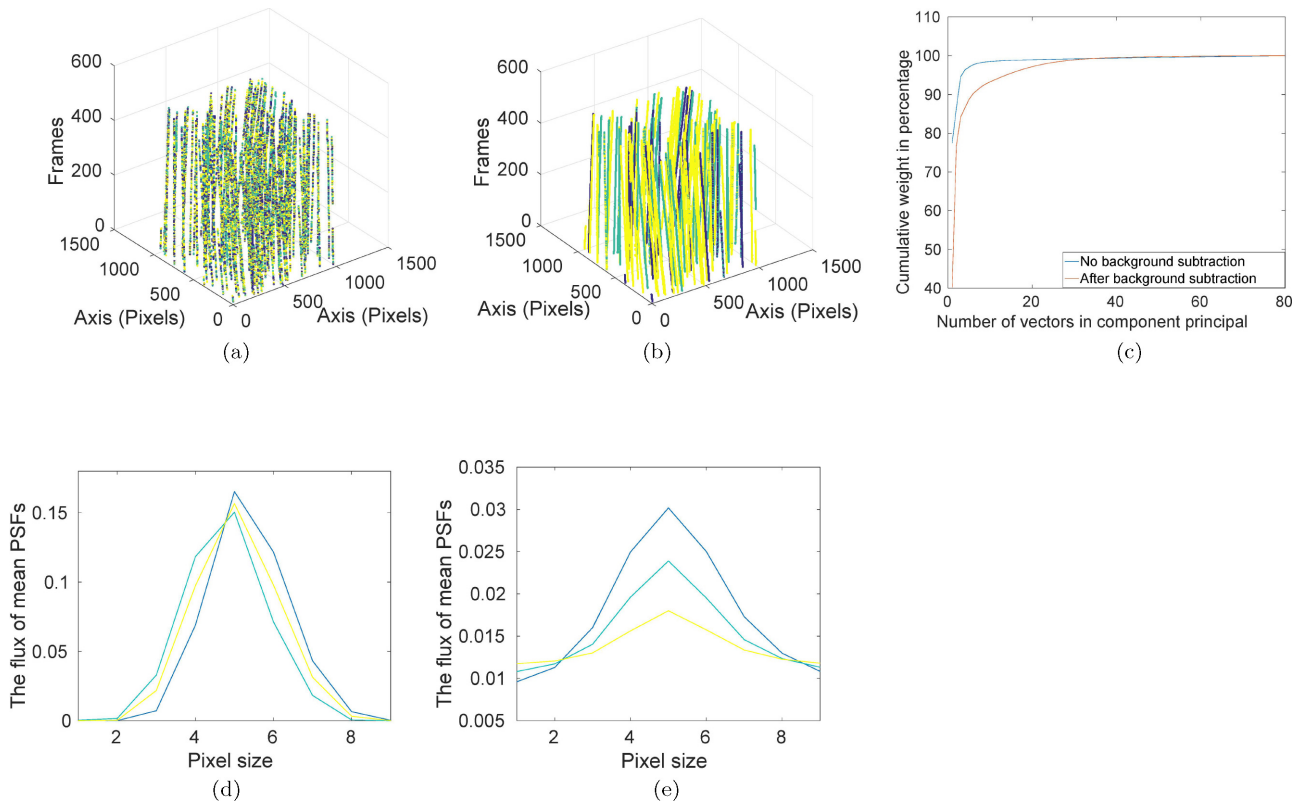 600
400
200
0
Frames
1500
1000
500
0
Axis (Pixels)
0
500
1000
1500
Axis (Pixels)
(a)
600
400
200
0
Frames
1500
1000
500
0
Axis (Pixels)
0
500
1000
1500
Axis (Pixels)
(b)
Cumulative weight in percentage
100
90
80
70
60
50
40
No background subtraction
After background subtraction
0 20 40 60 80
Number of vectors in component principal
(c)
The flux of mean PSFs
0.15
0.1
0.05
0
2 4 6 8
Pixel size
(d)
The flux of mean PSFs
0.035
0.03
0.025
0.02
0.015
0.01
0.005
2 4 6 8
Pixel size
(e)